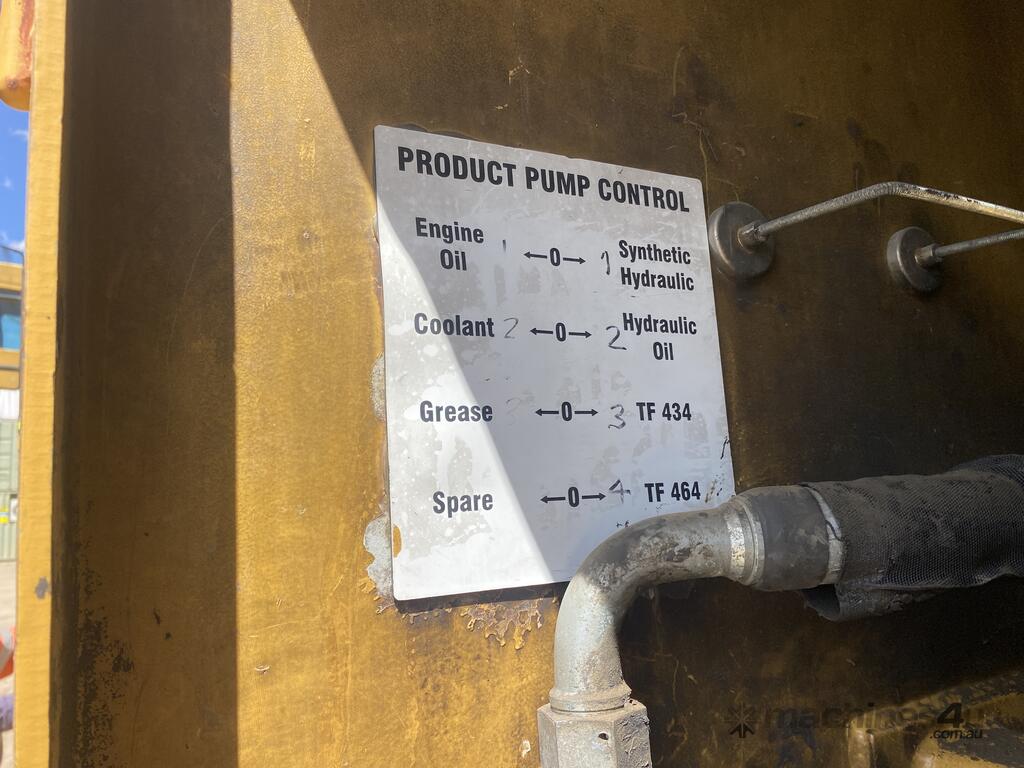 PRODUCT PUMP CONTROL
Engine Oil 1 ←0→ 1 Synthetic Hydraulic
Coolant 2 ←0→ 2 Hydraulic Oil
Grease 3 ←0→ 3 TF 434
Spare ←0→ 4 TF 464
machines4u
.com.au